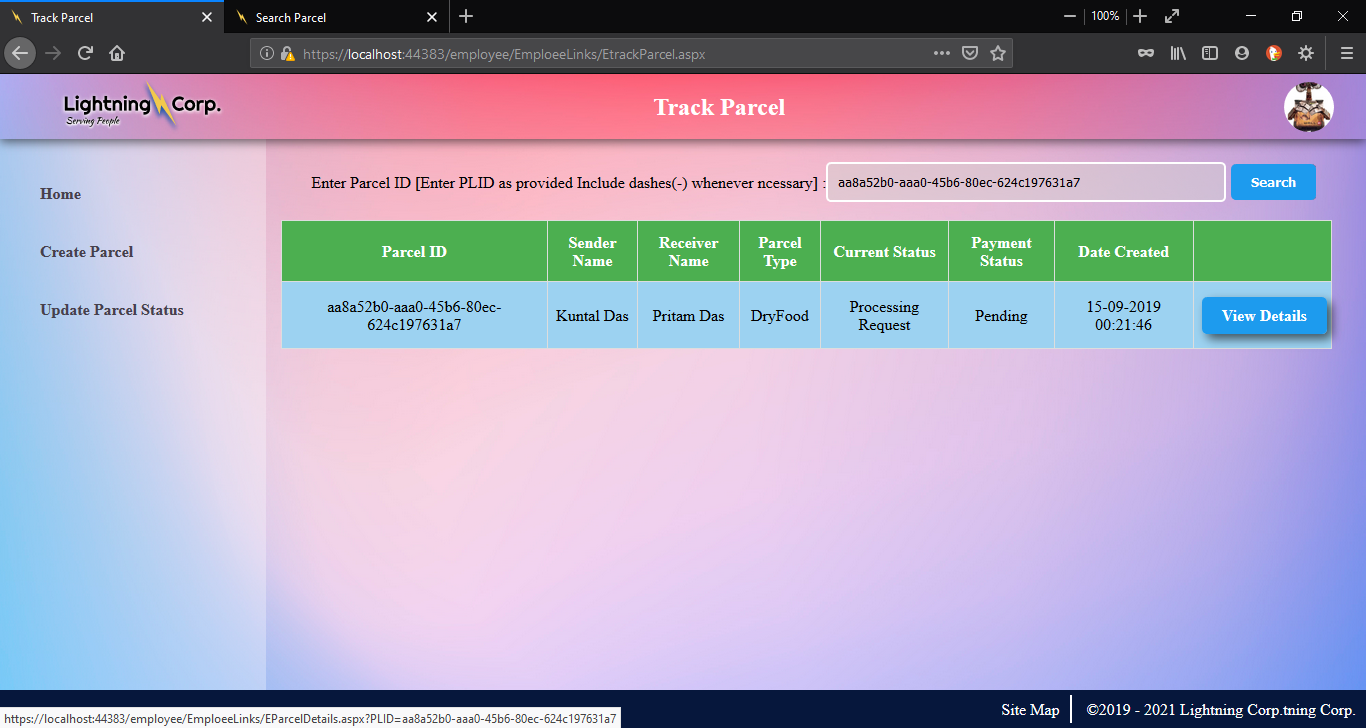 Track Parcel
Search Parcel
100%
https://localhost:44383/employee/EmploeeLinks/EtrackParcel.aspx
Lightning Corp.
Serving People
Track Parcel
Home
Create Parcel
Update Parcel Status
Enter Parcel ID [Enter PLID as provided Include dashes(-) whenever ncessary] :
aa8a52b0-aaa0-45b6-80ec-624c197631a7
Search
Parcel ID
Sender
Name
Receiver
Name
Parcel
Type
Current Status
Payment
Status
Date Created
aa8a52b0-aaa0-45b6-80ec-
624c197631a7
Kuntal Das
Pritam Das
DryFood
Processing
Request
Pending
15-09-2019
00:21:46
View Details
Site Map
©2019 - 2021 Lightning Corp.tning Corp.
https://localhost:44383/employee/EmploeeLinks/EParcelDetails.aspx?PLID=aa8a52b0-aaa0-45b6-80ec-624c197631a7